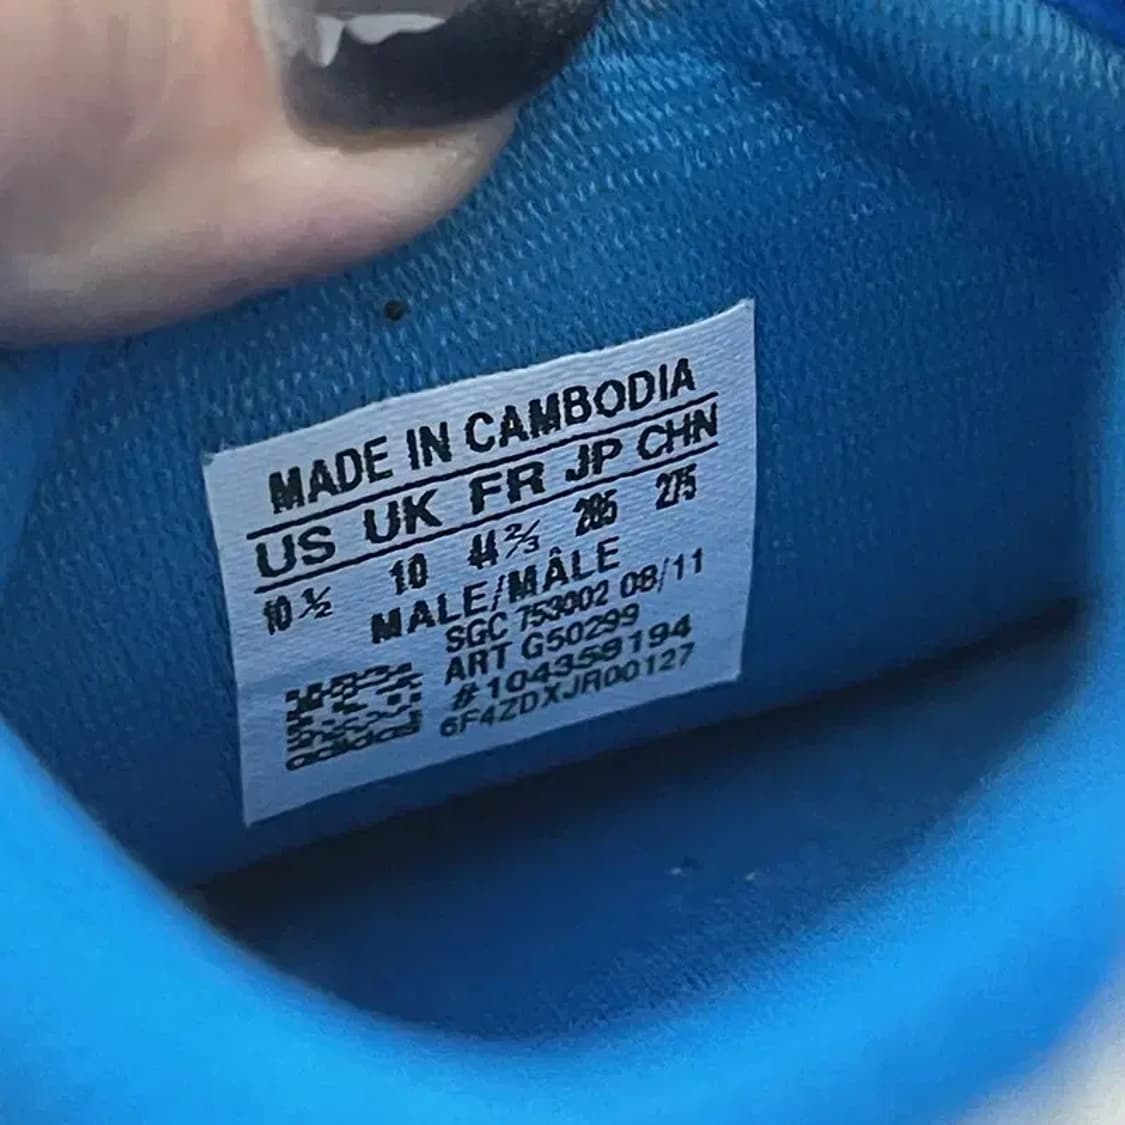 MADE IN CAMBODIA
US UK FR JP CHN
10 ½ 10 44 ⅔ 285 275
MALE/MÂLE
SGC 753002 08/11
ART G50299
#104358194
6F4ZDXJR00127
adidas